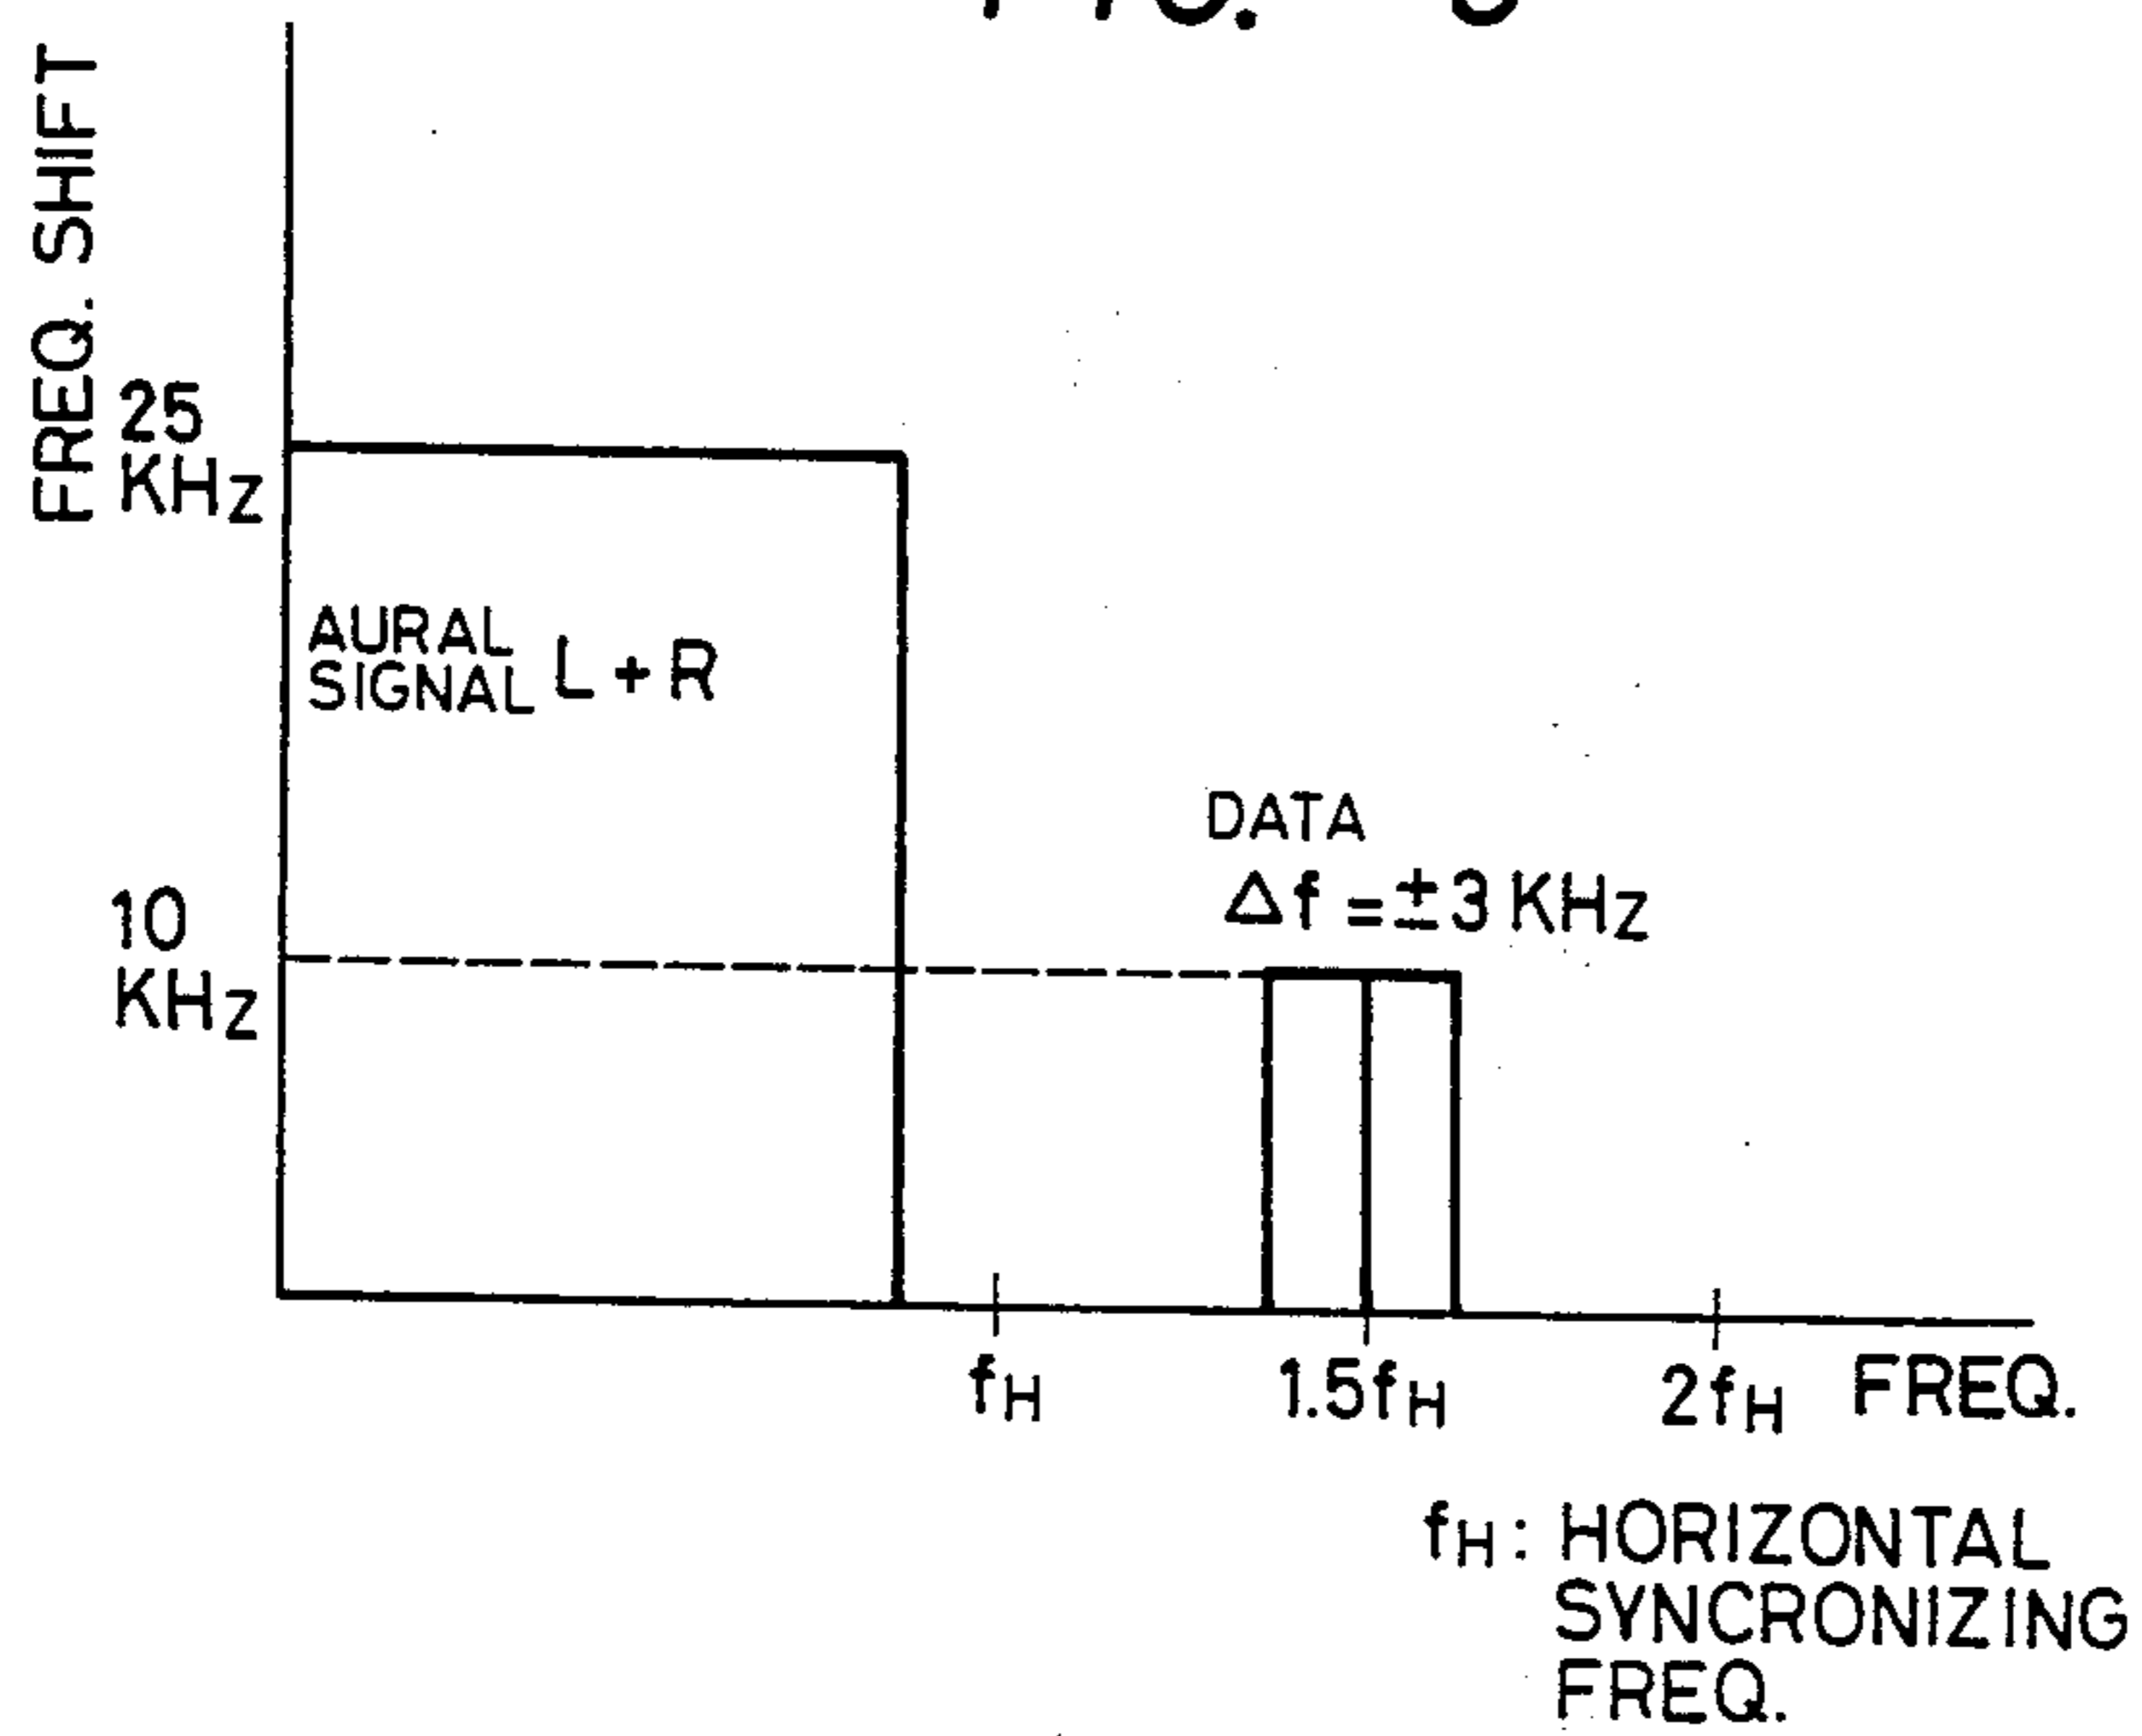 FREQ. SHIFT
25
KHz
AURAL
SIGNAL L + R
DATA
Δf = ±3 KHz
10
KHz
fH
1.5fH
2fH
FREQ.
fH: HORIZONTAL
SYNCRONIZING
FREQ.